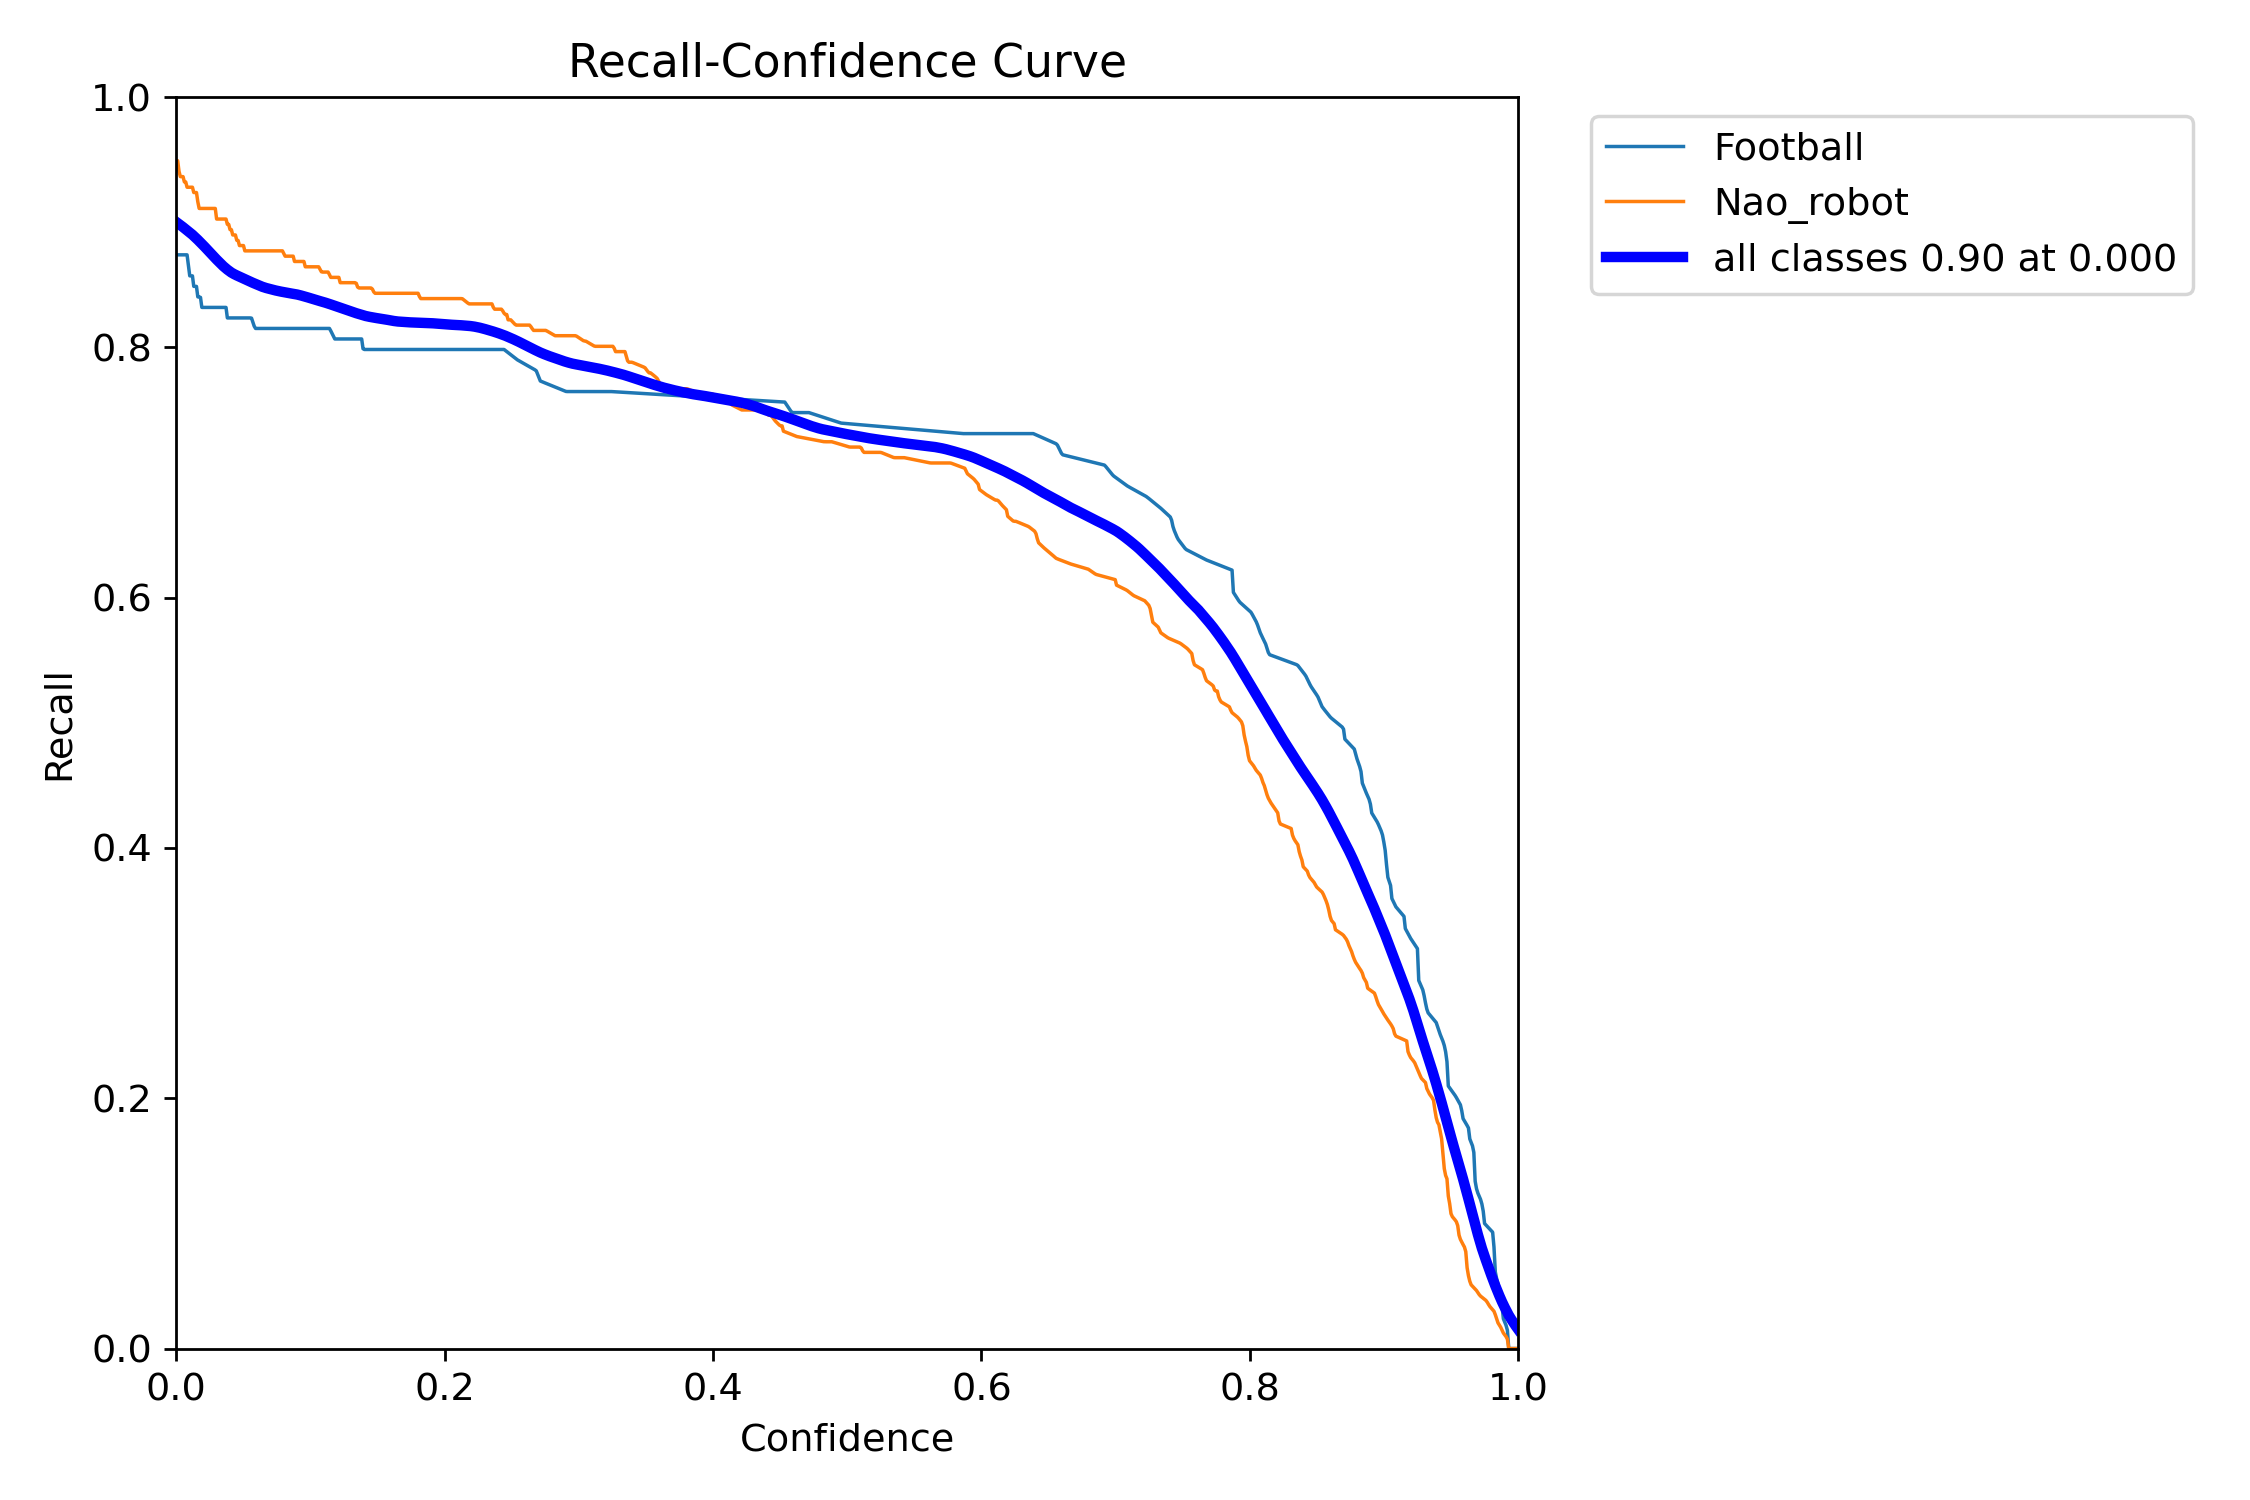 Recall-Confidence Curve
1.0
0.8
0.6
0.4
0.2
0.0
Recall
0.0 0.2 0.4 0.6 0.8 1.0
Confidence
Football
Nao_robot
all classes 0.90 at 0.000